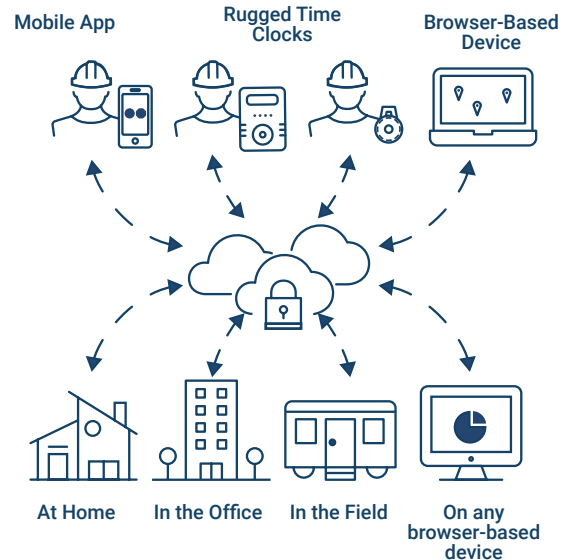 Mobile App
Rugged Time
Clocks
Browser-Based
Device
At Home
In the Office
In the Field
On any
browser-based
device